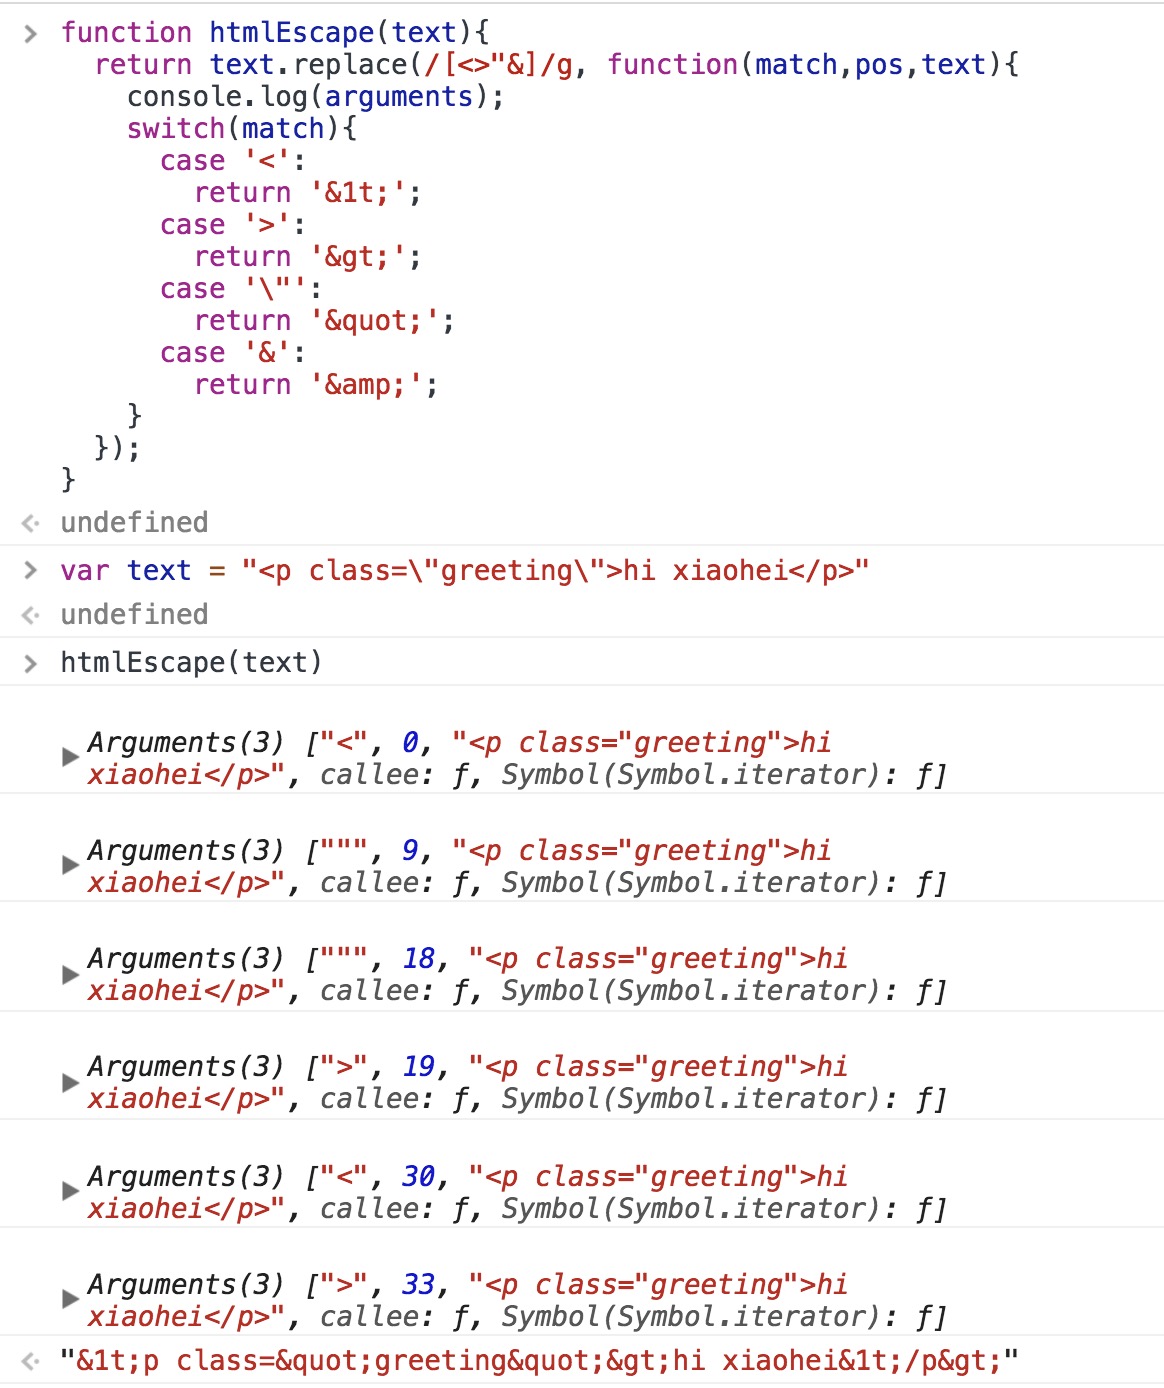 function htmlEscape(text){
return text.replace(/[<>"&]/g, function(match,pos,text){
console.log(arguments);
switch(match){
case '<':
return '&1t;';
case '>':
return '&gt;';
case '\"':
return '&quot;';
case '&':
return '&amp;';
}
});
}
undefined
var text = "<p class=\"greeting\">hi xiaohei</p>"
undefined
htmlEscape(text)
Arguments(3) ["<", 0, "<p class="greeting">hi
xiaohei</p>", callee: ƒ, Symbol(Symbol.iterator): ƒ]
Arguments(3) [""", 9, "<p class="greeting">hi
xiaohei</p>", callee: ƒ, Symbol(Symbol.iterator): ƒ]
Arguments(3) [""", 18, "<p class="greeting">hi
xiaohei</p>", callee: ƒ, Symbol(Symbol.iterator): ƒ]
Arguments(3) [">", 19, "<p class="greeting">hi
xiaohei</p>", callee: ƒ, Symbol(Symbol.iterator): ƒ]
Arguments(3) ["<", 30, "<p class="greeting">hi
xiaohei</p>", callee: ƒ, Symbol(Symbol.iterator): ƒ]
Arguments(3) [">", 33, "<p class="greeting">hi
xiaohei</p>", callee: ƒ, Symbol(Symbol.iterator): ƒ]
"&1t;p class=&quot;greeting&quot;&gt;hi xiaohei&1t;/p&gt;"